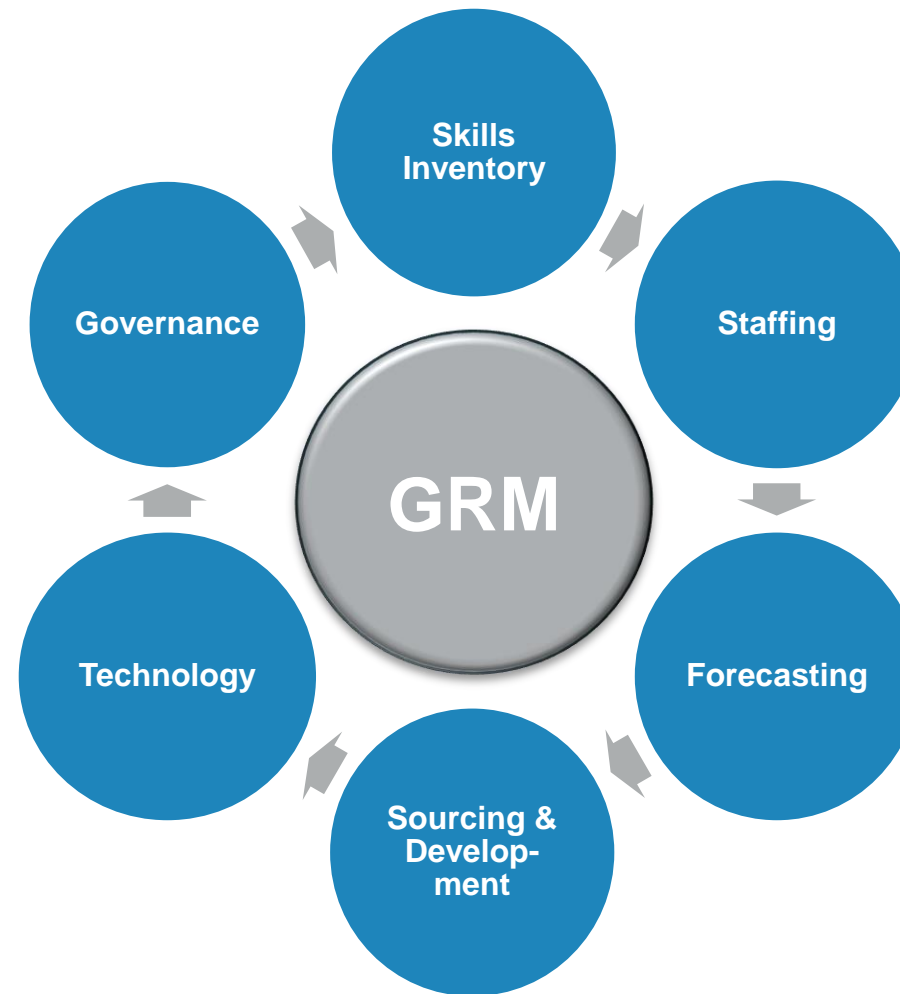 Skills
Inventory
Staffing
Forecasting
Sourcing &
Develop-
ment
Technology
Governance
GRM